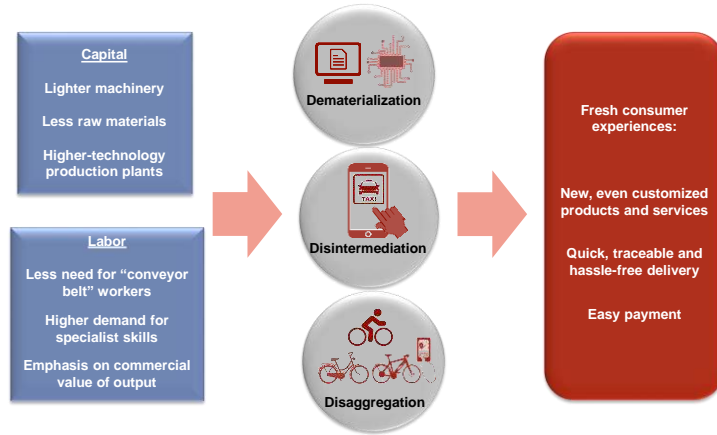 Capital
Lighter machinery
Less raw materials
Higher-technology
production plants
Labor
Less need for “conveyor
belt” workers
Higher demand for
specialist skills
Emphasis on commercial
value of output
Dematerialization
TAXI
Disintermediation
Disaggregation
Fresh consumer
experiences:
New, even customized
products and services
Quick, traceable and
hassle-free delivery
Easy payment